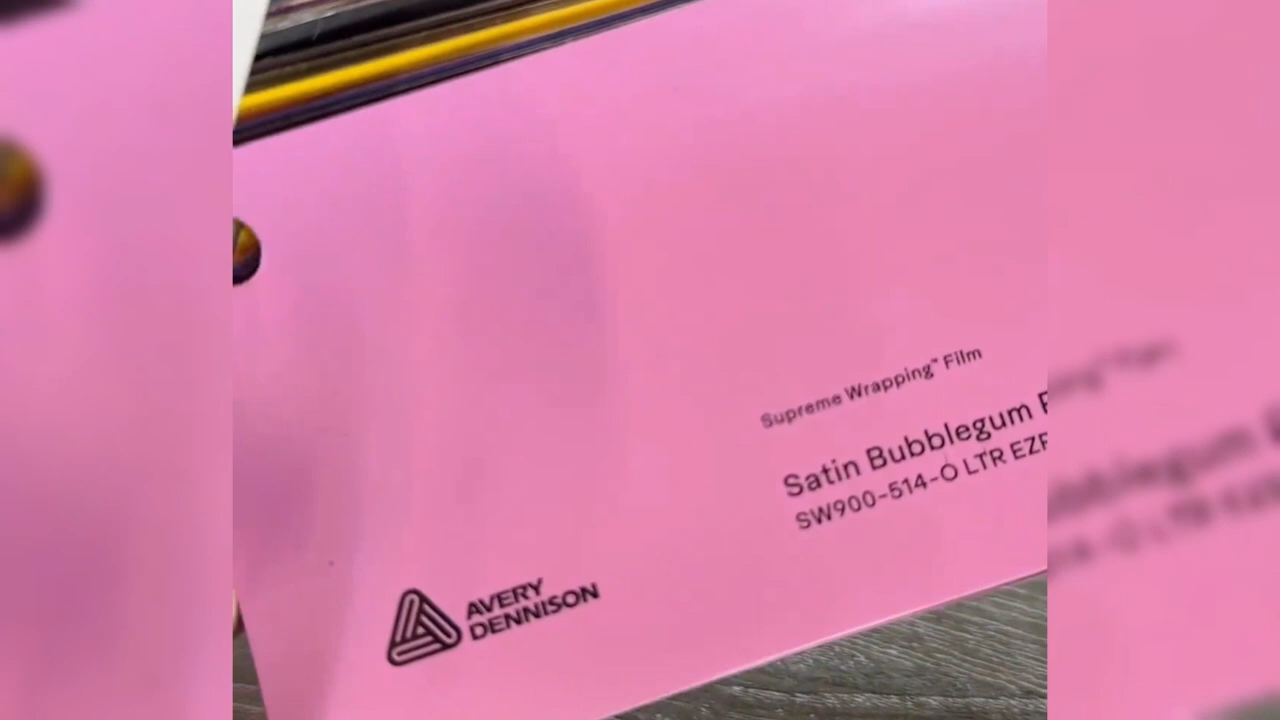 Supreme Wrapping™ Film
Satin Bubblegum
SW900-514-O LTR
AVERY
DENNISON